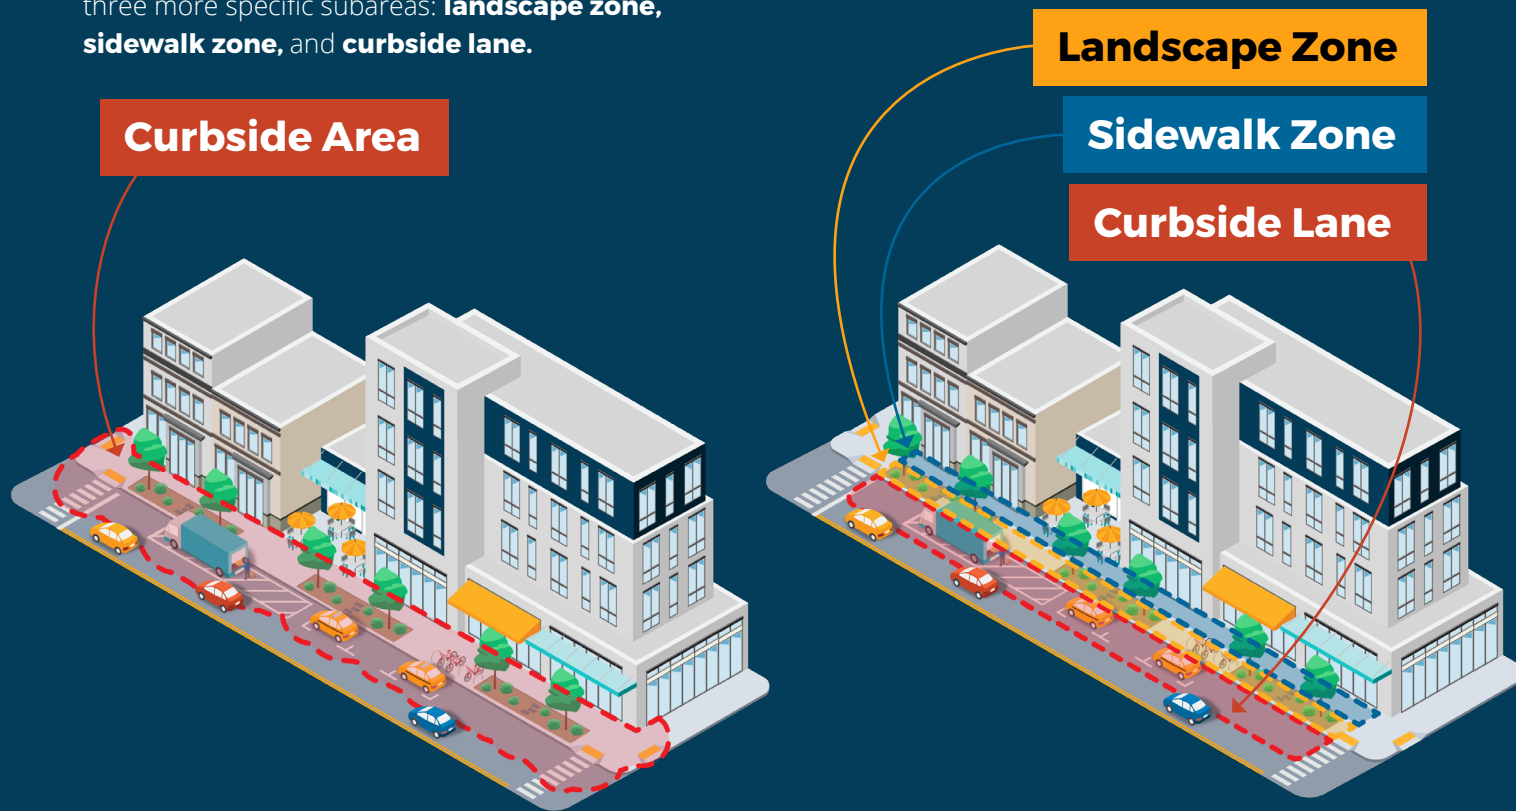 three more specific subareas: landscape zone,
sidewalk zone, and curbside lane.
Curbside Area
Landscape Zone
Sidewalk Zone
Curbside Lane